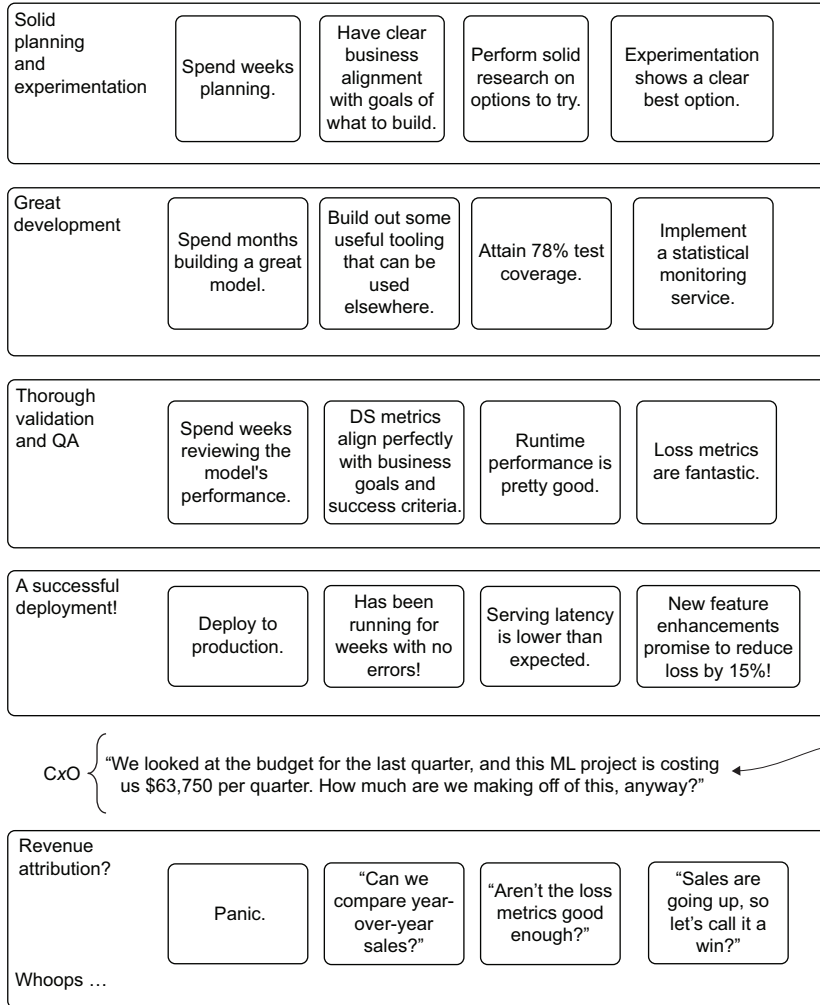 Solid
planning
and
experimentation
Spend weeks
planning.
Have clear
business
alignment
with goals of
what to build.
Perform solid
research on
options to try.
Experimentation
shows a clear
best option.
Great
development
Spend months
building a great
model.
Build out some
useful tooling
that can be
used
elsewhere.
Attain 78% test
coverage.
Implement
a statistical
monitoring
service.
Thorough
validation
and QA
Spend weeks
reviewing the
model's
performance.
DS metrics
align perfectly
with business
goals and
success criteria.
Runtime
performance is
pretty good.
Loss metrics
are fantastic.
A successful
deployment!
Deploy to
production.
Has been
running for
weeks with no
errors!
Serving latency
is lower than
expected.
New feature
enhancements
promise to reduce
loss by 15%!
CxO
“We looked at the budget for the last quarter, and this ML project is costing
us $63,750 per quarter. How much are we making off of this, anyway?”
Revenue
attribution?
Panic.
“Can we
compare year-
over-year
sales?”
“Aren’t the loss
metrics good
enough?”
“Sales are
going up, so
let’s call it a
win?”
Whoops …